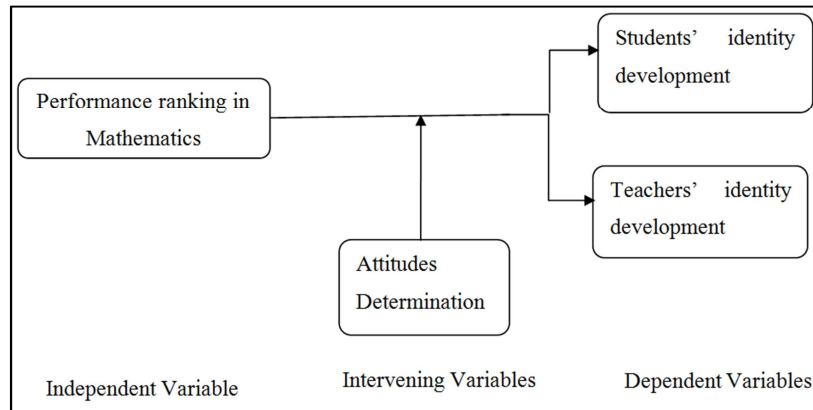 Students' identity
development
Performance ranking in
Mathematics
Teachers' identity
development
Attitudes
Determination
Independent Variable
Intervening Variables
Dependent Variables